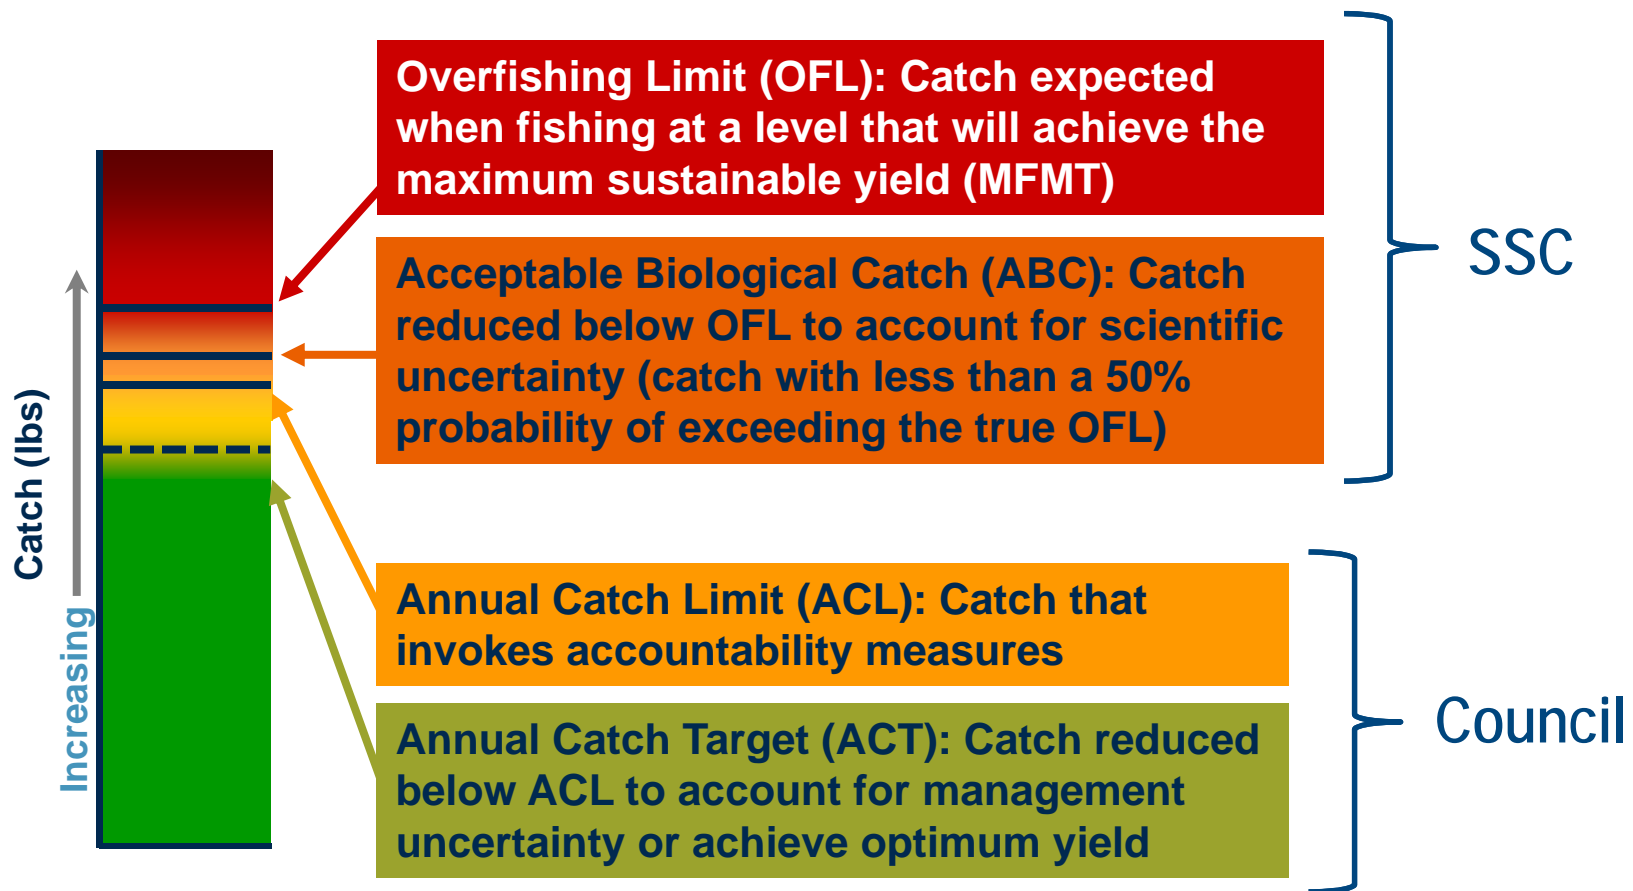 Overfishing Limit (OFL): Catch expected
when fishing at a level that will achieve the
maximum sustainable yield (MFMT)
Acceptable Biological Catch (ABC): Catch
reduced below OFL to account for scientific
uncertainty (catch with less than a 50%
probability of exceeding the true OFL)
SSC
Annual Catch Limit (ACL): Catch that
invokes accountability measures
Annual Catch Target (ACT): Catch reduced
below ACL to account for management
uncertainty or achieve optimum yield
Council
Catch (lbs)
Increasing